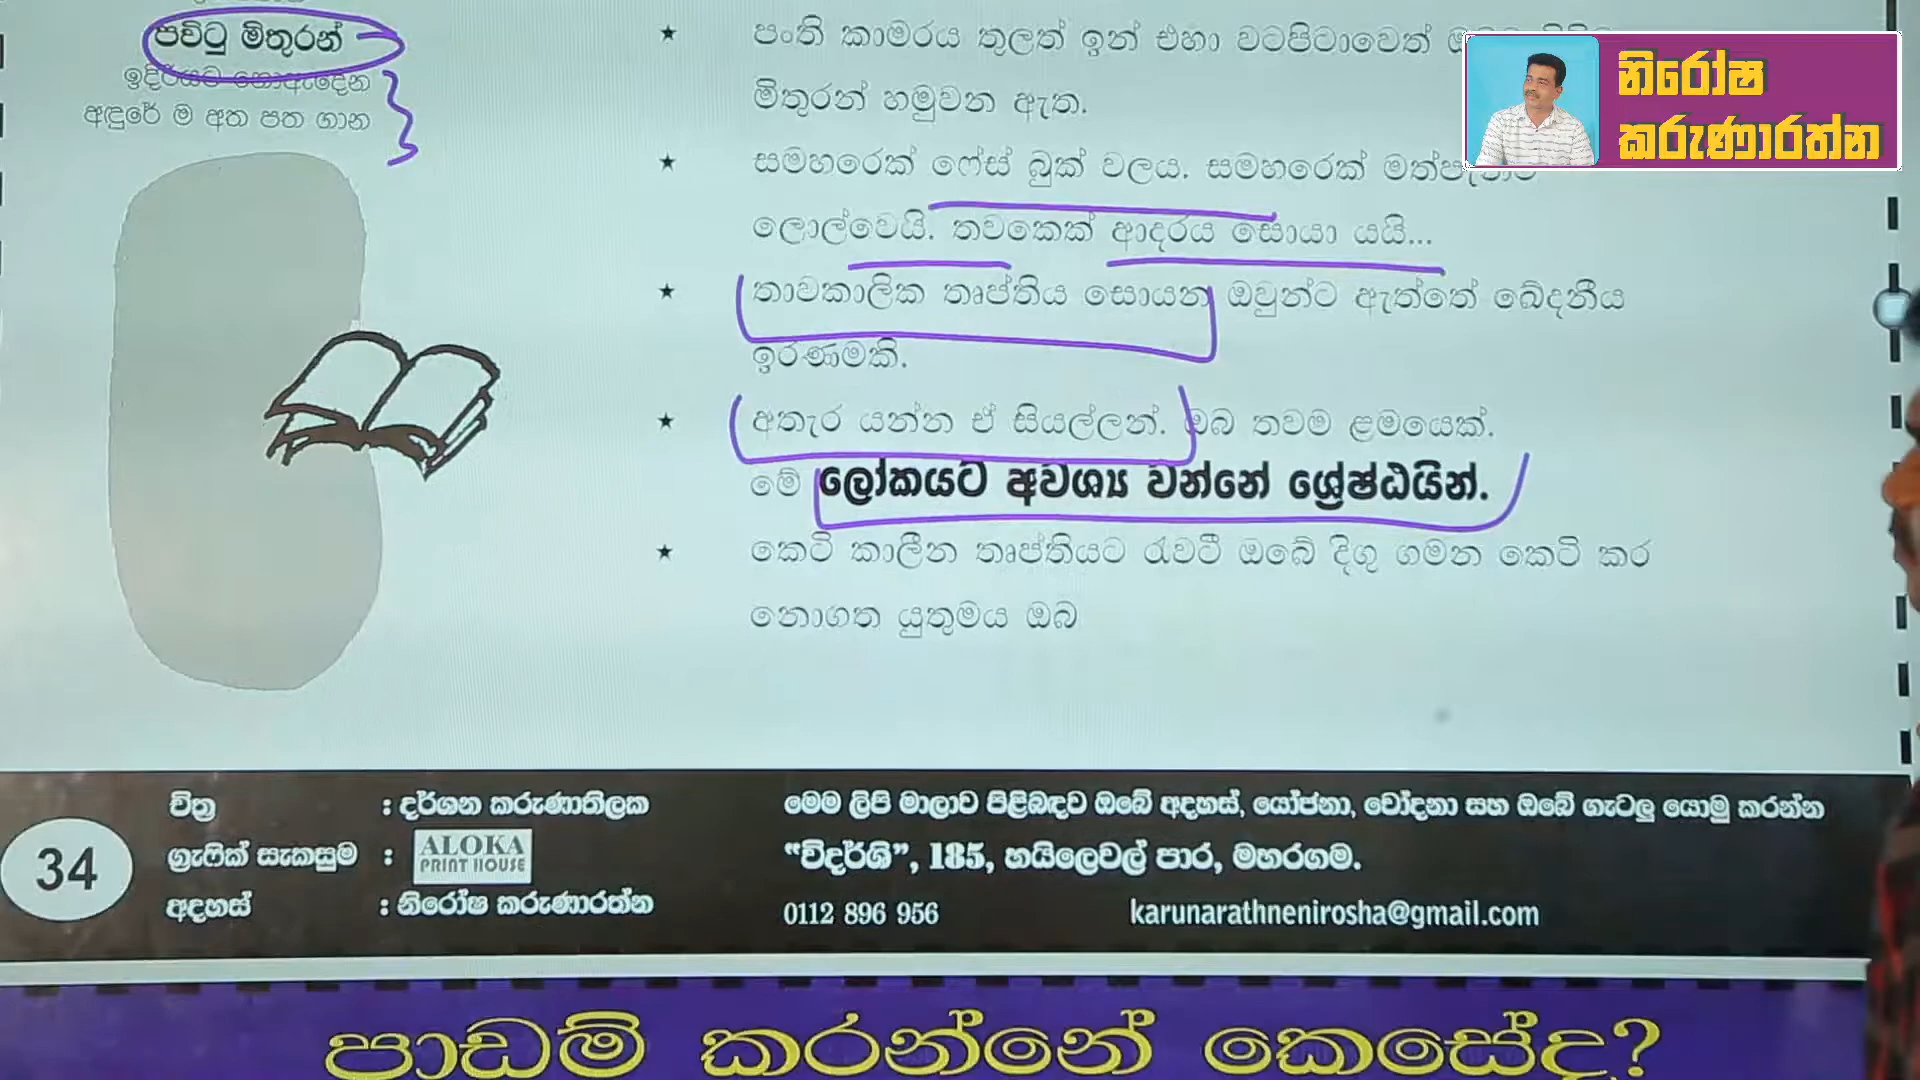 පවිටු මිතුරන්
ඉදිරියට නොඇදෙන
අඳුරේ ම අත පත ගාන
★ පංති කාමරය තුලත් ඉන් එහා වටපිටාවෙත්
මිතුරන් හමුවන ඇත.
★ සමහරෙක් ෆේස් බුක් වලය. සමහරෙක්
ලොල්වෙයි. තවකෙක් ආදරය සොයා යයි...
★ තාවකාලික තෘප්තිය සොයන ඔවුන්ට ඇත්තේ ඛේදනීය
ඉරණමකි.
★ අතැර යන්න ඒ සියල්ලන්. ඔබ තවම ළමයෙක්.
මේ ලෝකයට අවශ්‍ය වන්නේ ශ්‍රේෂ්ඨයින්.
★ කෙටි කාලීන තෘප්තියට රැවටී ඔබේ දිගු ගමන කෙටි කර
නොගත යුතුමය ඔබ
නිරෝෂ
කරුණාරත්න
34
චිත්‍ර : දර්ශන කරුණාතිලක
ග්‍රැෆික් සැකසුම : ALOKA PRINT HOUSE
අදහස් : නිරෝෂ කරුණාරත්න
මෙම ලිපි මාලාව පිළිබඳව ඔබේ අදහස්, යෝජනා, චෝදනා සහ ඔබේ ගැටලු යොමු කරන්න
"විදර්ශි", 185, හයිලෙවල් පාර, මහරගම.
0112 896 956 karunarathnenirosha@gmail.com
පාඩම් කරන්නේ කෙසේද?